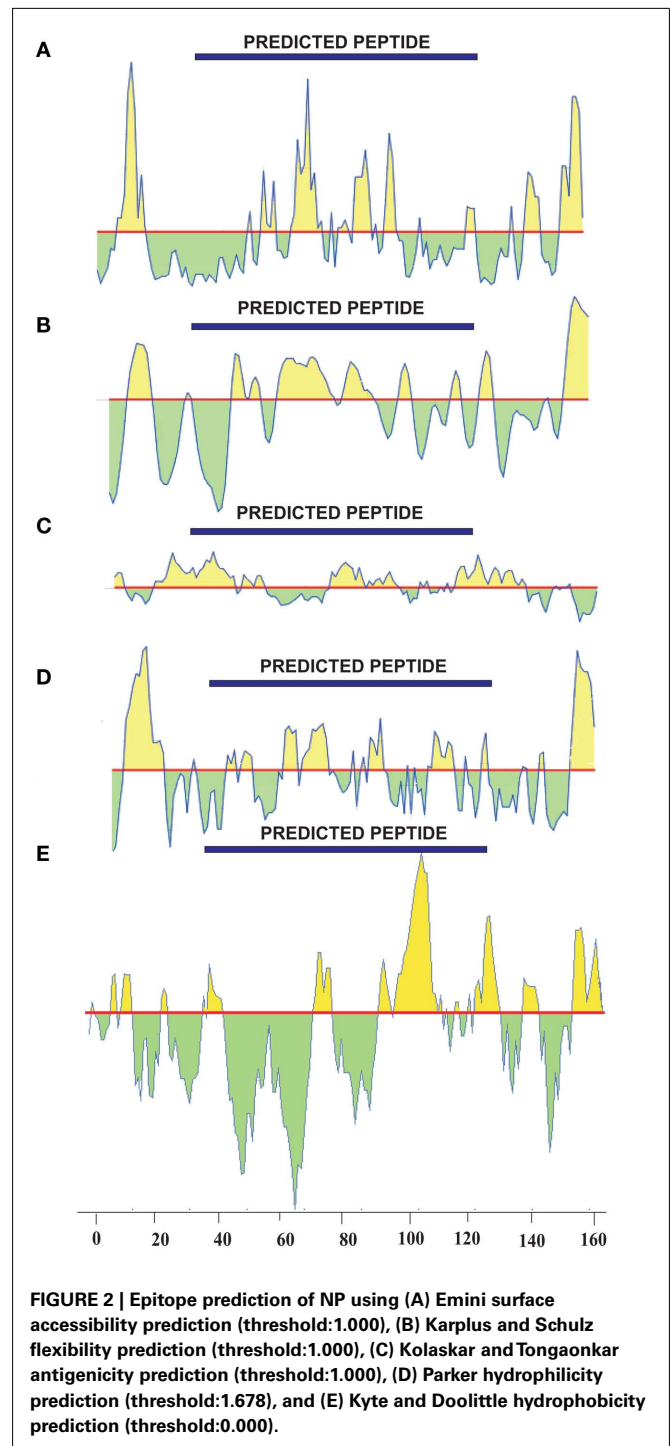 A
PREDICTED PEPTIDE
B
PREDICTED PEPTIDE
C
PREDICTED PEPTIDE
D
PREDICTED PEPTIDE
E
PREDICTED PEPTIDE
0 20 40 60 80 100 120 140 160
FIGURE 2 | Epitope prediction of NP using (A) Emini surface
accessibility prediction (threshold:1.000), (B) Karplus and Schulz
flexibility prediction (threshold:1.000), (C) Kolaskar and Tongaonkar
antigenicity prediction (threshold:1.000), (D) Parker hydrophilicity
prediction (threshold:1.678), and (E) Kyte and Doolittle hydrophobicity
prediction (threshold:0.000).